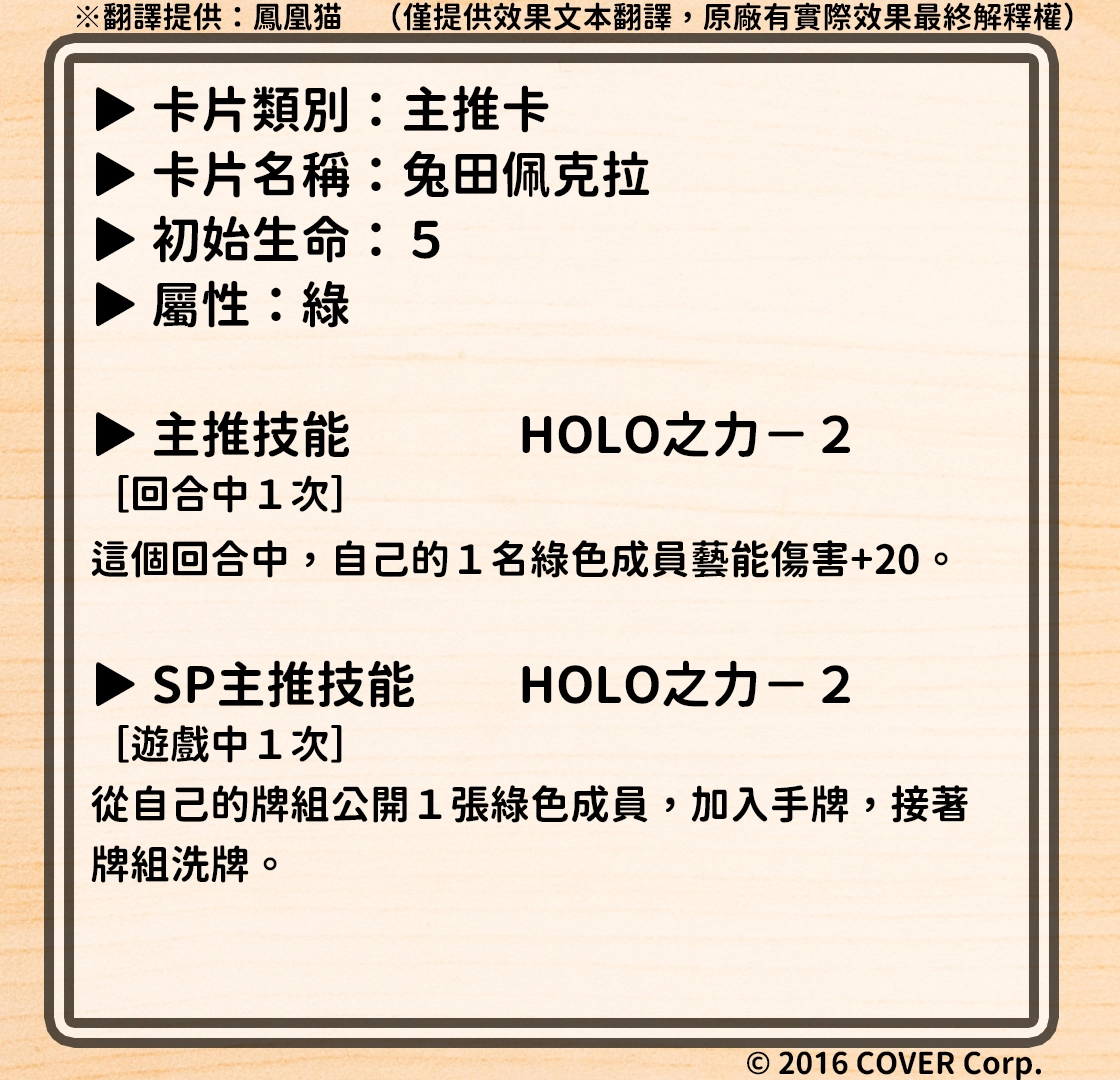 ※翻譯提供：鳳凰猫　（僅提供效果文本翻譯，原廠有實際效果最終解釋權）
▶ 卡片類別：主推卡
▶ 卡片名稱：兔田佩克拉
▶ 初始生命：５
▶ 屬性：綠
▶ 主推技能　　　HOLO之力－２
［回合中１次］
這個回合中，自己的１名綠色成員藝能傷害+20。
▶ SP主推技能　　HOLO之力－２
［遊戲中１次］
從自己的牌組公開１張綠色成員，加入手牌，接著
牌組洗牌。
© 2016 COVER Corp.